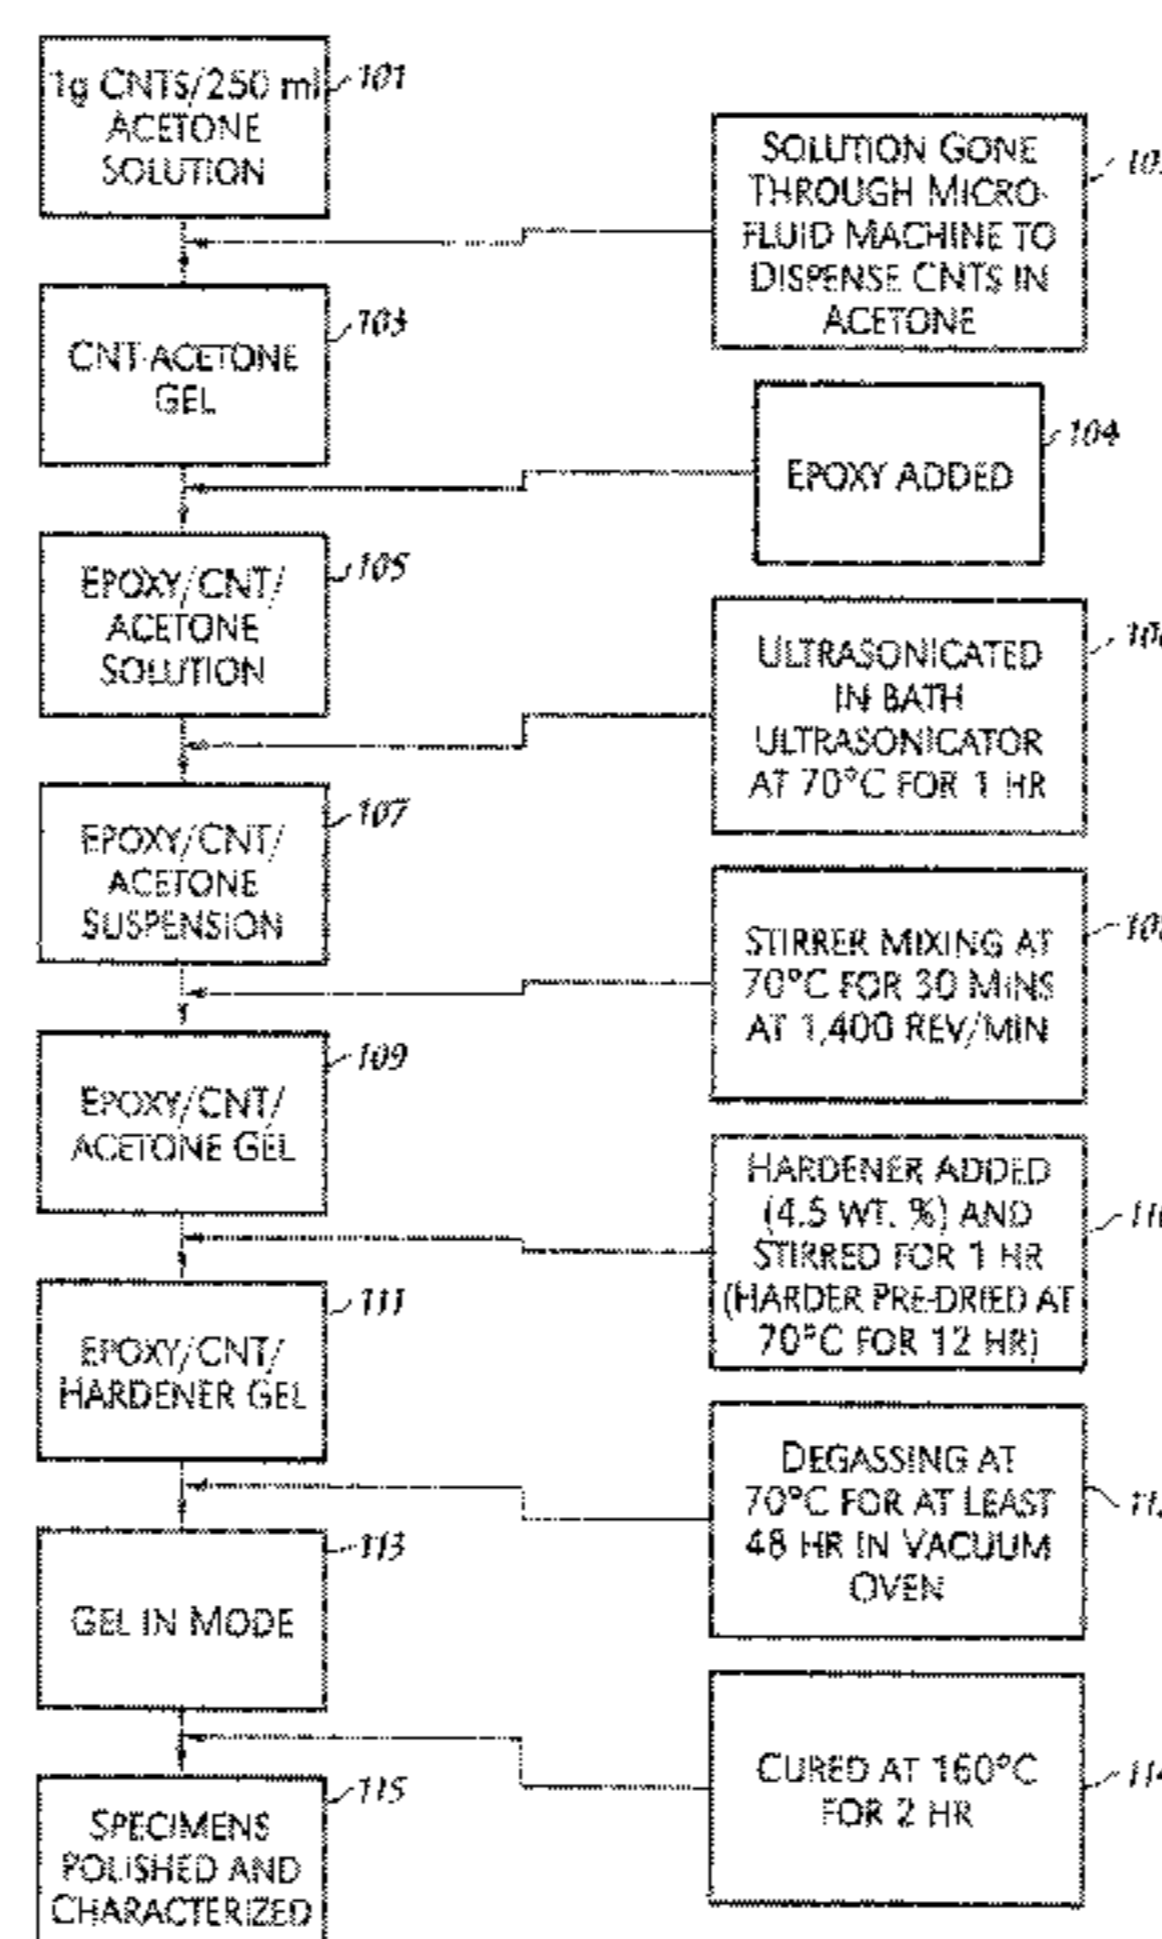 1g CNTS/250 ml
ACETONE
SOLUTION
101
SOLUTION GONE
THROUGH MICRO-
FLUID MACHINE TO
DISPENSE CNTS IN
ACETONE
CNT-ACETONE
GEL
103
EPOXY ADDED
104
EPOXY/CNT/
ACETONE
SOLUTION
105
ULTRASONICATED
IN BATH
ULTRASONICATOR
AT 70°C FOR 1 HR
EPOXY/CNT/
ACETONE
SUSPENSION
107
STIRRER MIXING AT
70°C FOR 30 MINS
AT 1,400 REV/MIN
EPOXY/CNT/
ACETONE GEL
109
HARDENER ADDED
(4.5 WT. %) AND
STIRRED FOR 1 HR
(HARDER PRE-DRIED AT
70°C FOR 12 HR)
EPOXY/CNT/
HARDENER GEL
111
DEGASSING AT
70°C FOR AT LEAST
48 HR IN VACUUM
OVEN
GEL IN MODE
113
CURED AT 160°C
FOR 2 HR
SPECIMENS
POLISHED AND
CHARACTERIZED
115